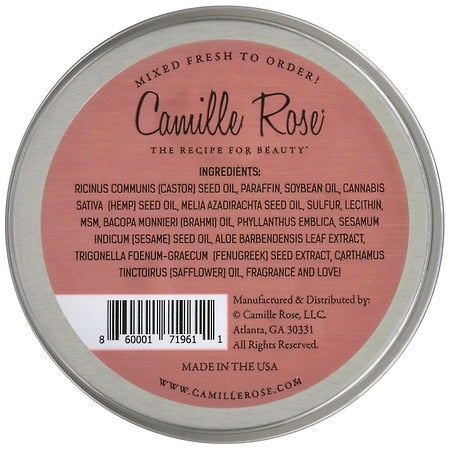 MIXED FRESH TO ORDER!
Camille Rose
THE RECIPE FOR BEAUTY
INGREDIENTS:
RICINUS COMMUNIS (CASTOR) SEED OIL, PARAFFIN, SOYBEAN OIL, CANNABIS
SATIVA (HEMP) SEED OIL, MELIA AZADIRACHTA SEED OIL, SULFUR, LECITHIN,
MSM, BACOPA MONNIERI (BRAHMI) OIL, PHYLLANTHUS EMBLICA, SESAMUM
INDICUM (SESAME) SEED OIL, ALOE BARBENDENSIS LEAF EXTRACT,
TRIGONELLA FOENUM-GRAECUM (FENUGREEK) SEED EXTRACT, CARTHAMUS
TINCTOIRUS (SAFFLOWER) OIL, FRAGRANCE AND LOVE!
8 60001 71961 1
Manufactured & Distributed by:
© Camille Rose, LLC.
Atlanta, GA 30331
All Rights Reserved.
MADE IN THE USA
WWW.CAMILLEROSE.COM